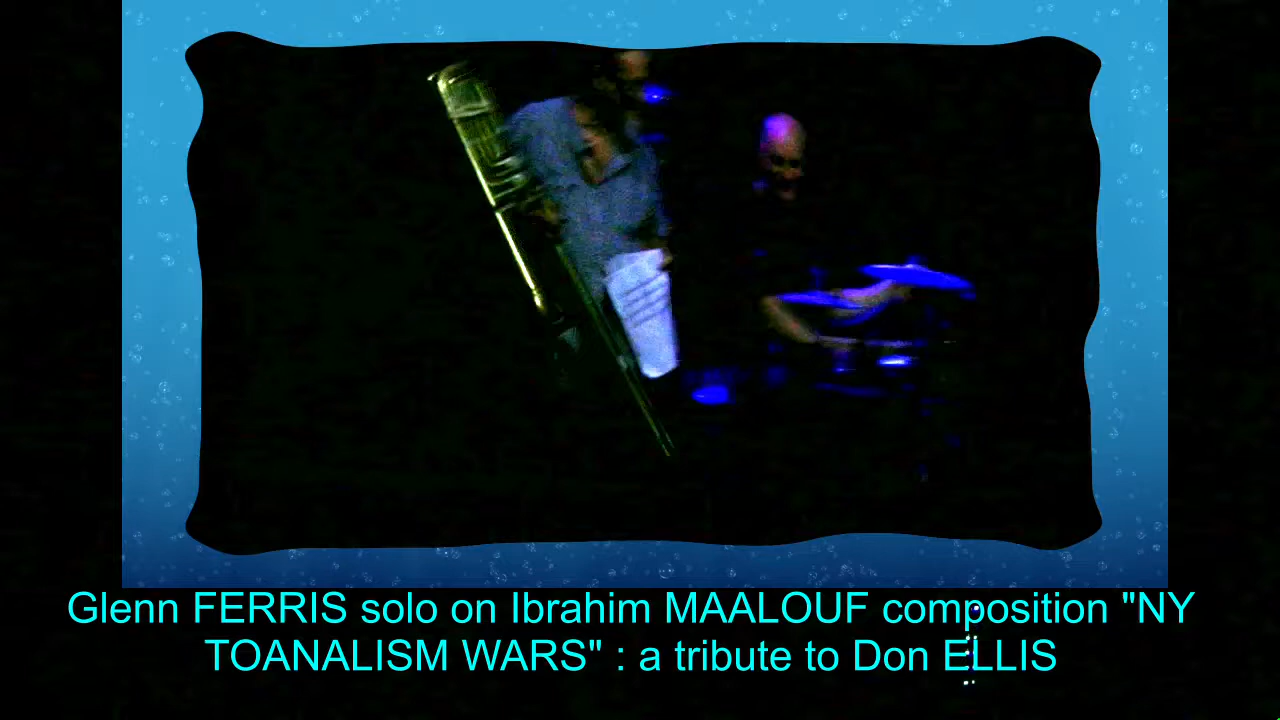 Glenn FERRIS solo on Ibrahim MAALOUF composition "NY
TOANALISM WARS" : a tribute to Don ELLIS